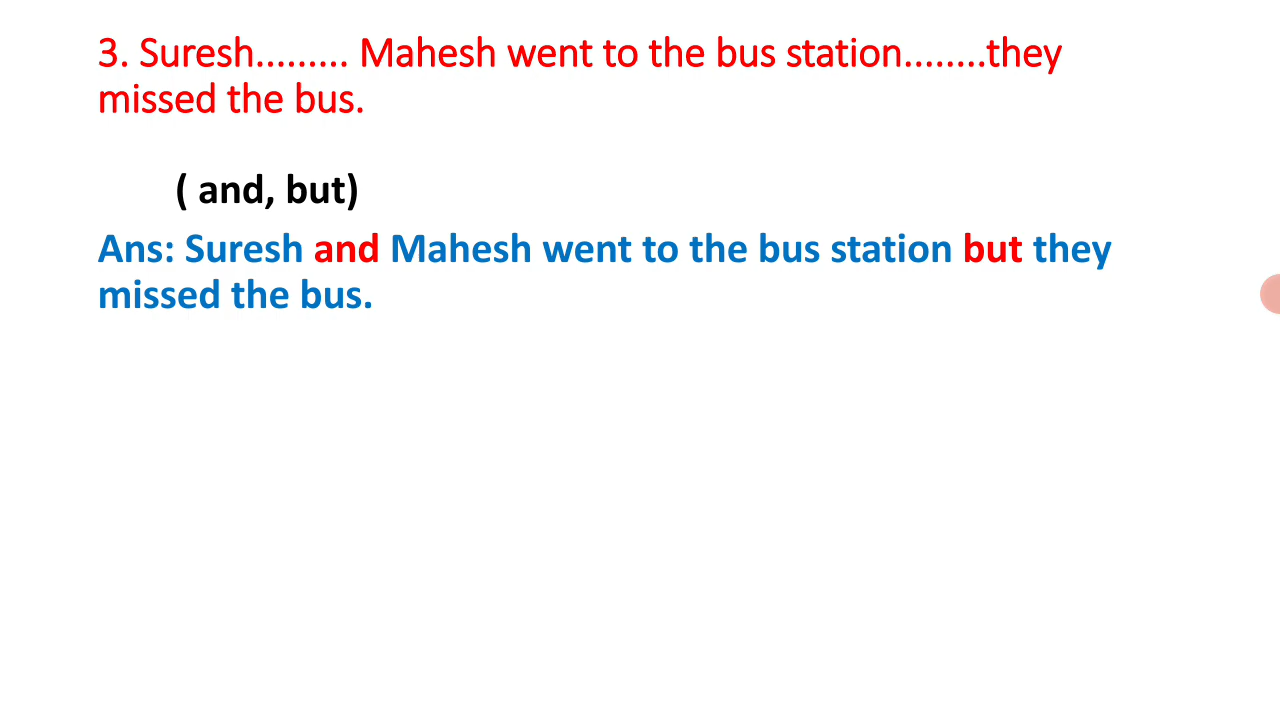 3. Suresh......... Mahesh went to the bus station........they
missed the bus.
( and, but)
Ans: Suresh and Mahesh went to the bus station but they
missed the bus.